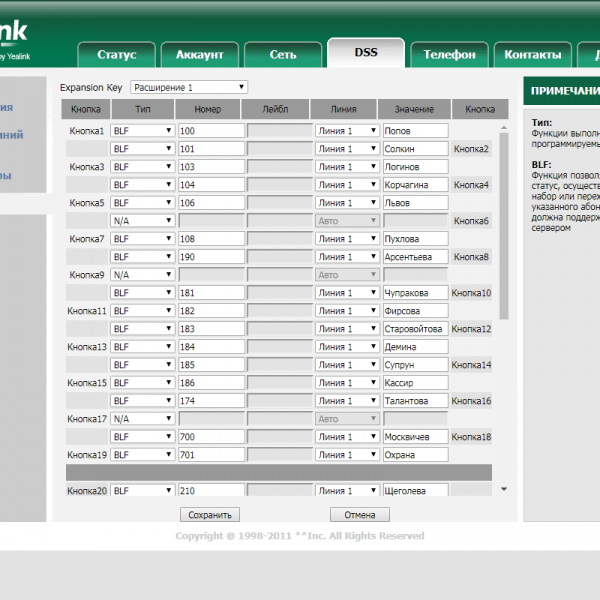 nk
by Yealink
Статус Аккаунт Сеть DSS Телефон Контакты
Expansion Key Расширение 1
Кнопка Тип Номер Лейбл Линия Значение Кнопка
Кнопка1 BLF 100 Линия 1 Попов
BLF 101 Линия 1 Солкин Кнопка2
Кнопка3 BLF 103 Линия 1 Логинов
BLF 104 Линия 1 Корчагина Кнопка4
Кнопка5 BLF 106 Линия 1 Львов
N/A Авто Кнопка6
Кнопка7 BLF 108 Линия 1 Пухлова
BLF 190 Линия 1 Арсентьева Кнопка8
Кнопка9 N/A Авто
BLF 181 Линия 1 Чупракова Кнопка10
Кнопка11 BLF 182 Линия 1 Фирсова
BLF 183 Линия 1 Старовойтова Кнопка12
Кнопка13 BLF 184 Линия 1 Демина
BLF 185 Линия 1 Супрун Кнопка14
Кнопка15 BLF 186 Линия 1 Кассир
BLF 174 Линия 1 Талантова Кнопка16
Кнопка17 N/A Авто
BLF 700 Линия 1 Москвичев Кнопка18
Кнопка19 BLF 701 Линия 1 Охрана
Кнопка20 BLF 210 Линия 1 Щеголева
Сохранить Отмена
Copyright @ 1998-2011 **Inc. All Rights Reserved
ия
иний
ры
ПРИМЕЧАНИ
Тип:
Функции выполн
программируемы
BLF:
Функция позвол
статус, осуществ
набор или перех
указанного абон
должна поддерж
сервером